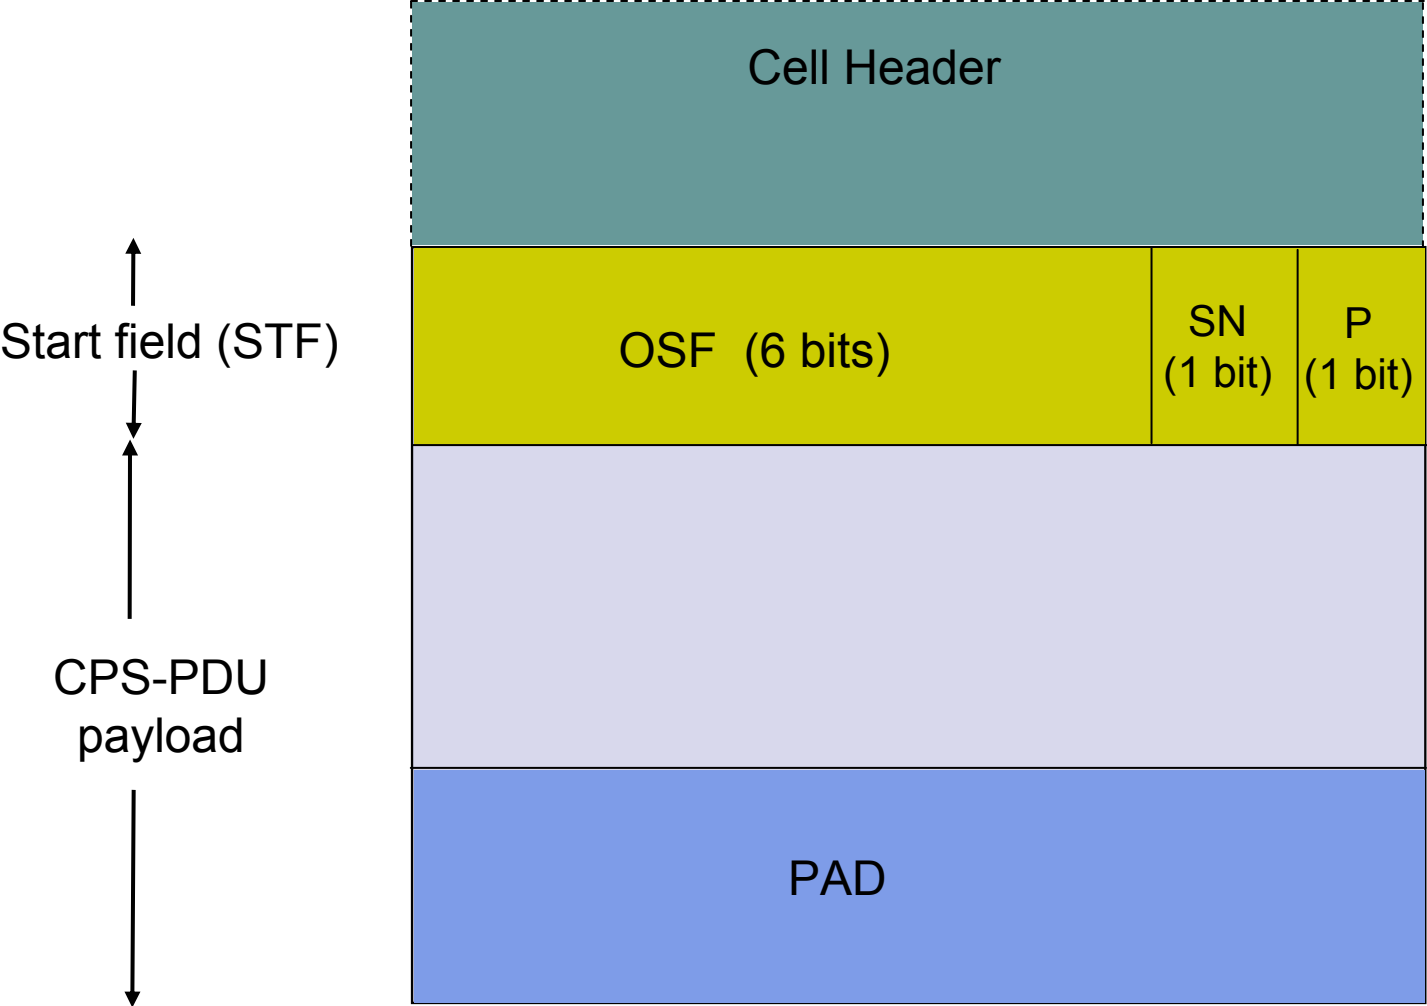 Cell Header
Start field (STF)
OSF  (6 bits)
SN
(1 bit)
P
(1 bit)
CPS-PDU
payload
PAD